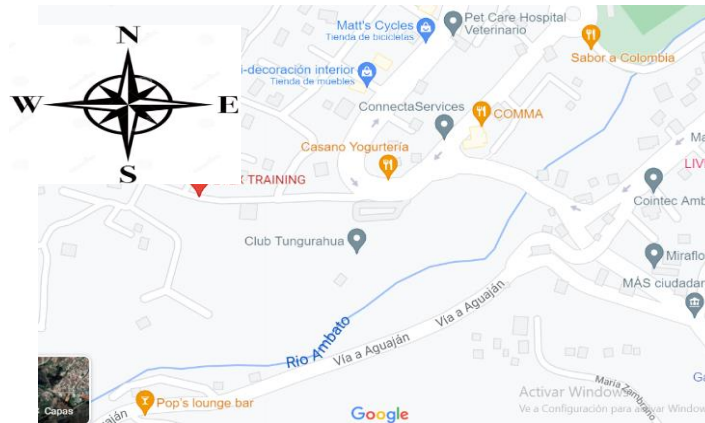 N
W
E
S
Matt's Cycles
Tienda de bicicletas
Pet Care Hospital
Veterinario
Sabor a Colombia
i-decoración interior
Tienda de muebles
ConnectaServices
COMMA
Casano Yogurtería
TRAINING
Club Tungurahua
Cointec Amb
Miraflo
MÁS ciudadar
Rio Ambato
Vía a Aguaján
Vía a Aguaján
Maria Zambrano
Activar Windows
Ve a Configuración para activar Windows
Capas
Pop's lounge bar
Google